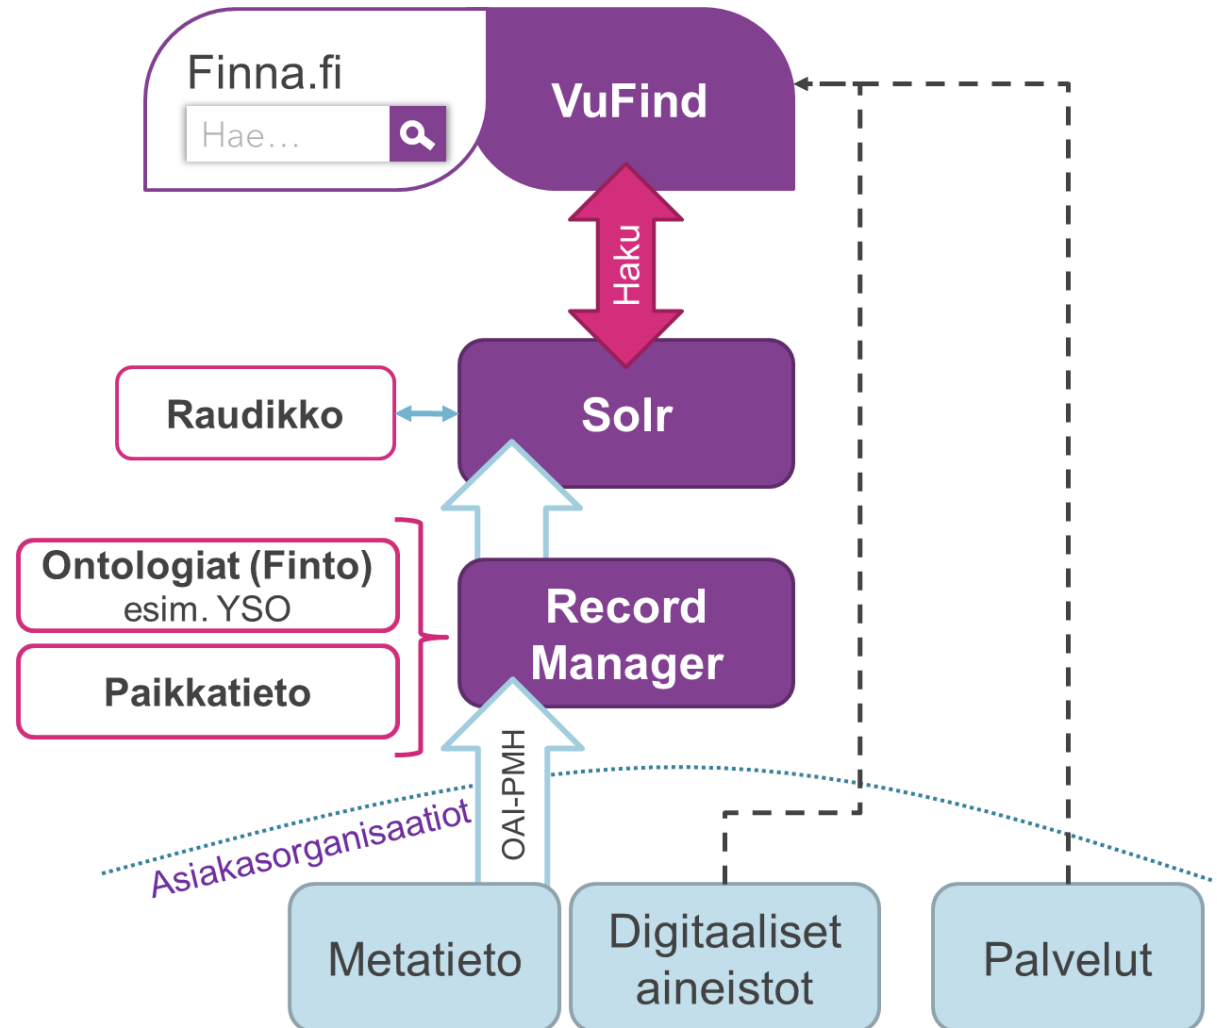 Finna.fi
Hae...
VuFind
Haku
Raudikko
Solr
Ontologiat (Finto)
esim. YSO
Paikkatieto
Record
Manager
OAI-PMH
Asiakasorganisaatiot
Metatieto
Digitaaliset
aineistot
Palvelut